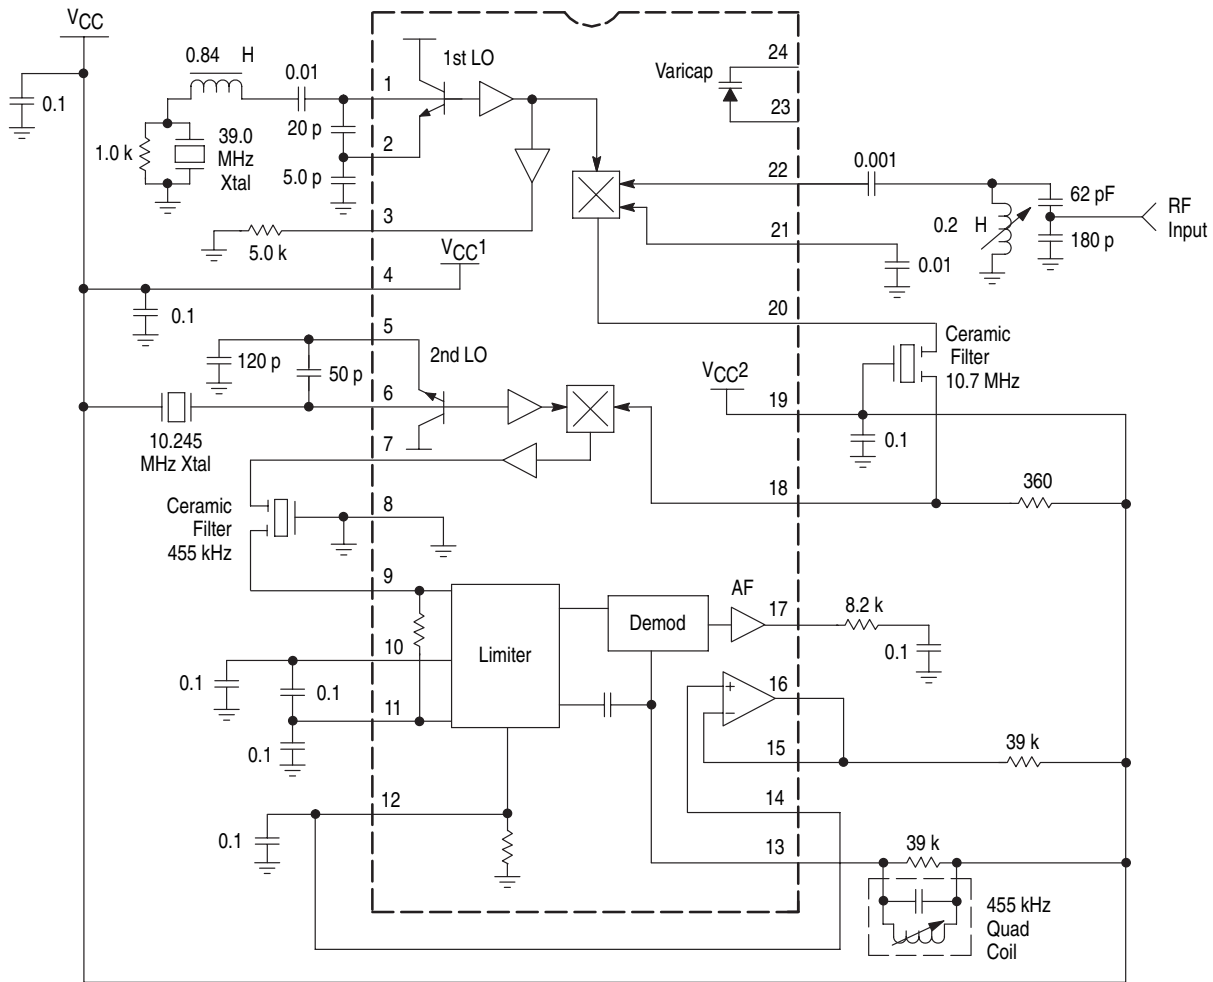 VCC
0.1
0.84 H
0.01
1.0 k
39.0
MHz
Xtal
20 p
5.0 p
1
2
1st LO
3
5.0 k
VCC1
4
0.1
5
120 p
50 p
2nd LO
6
10.245
MHz Xtal
7
Ceramic
Filter
455 kHz
8
9
10
0.1
0.1
11
0.1
12
0.1
Limiter
Demod
AF
Varicap
24
23
22
0.001
62 pF
RF
Input
0.2 H
180 p
21
0.01
20
Ceramic
Filter
10.7 MHz
VCC2
19
0.1
18
360
17
8.2 k
0.1
+
−
16
15
39 k
14
13
39 k
455 kHz
Quad
Coil